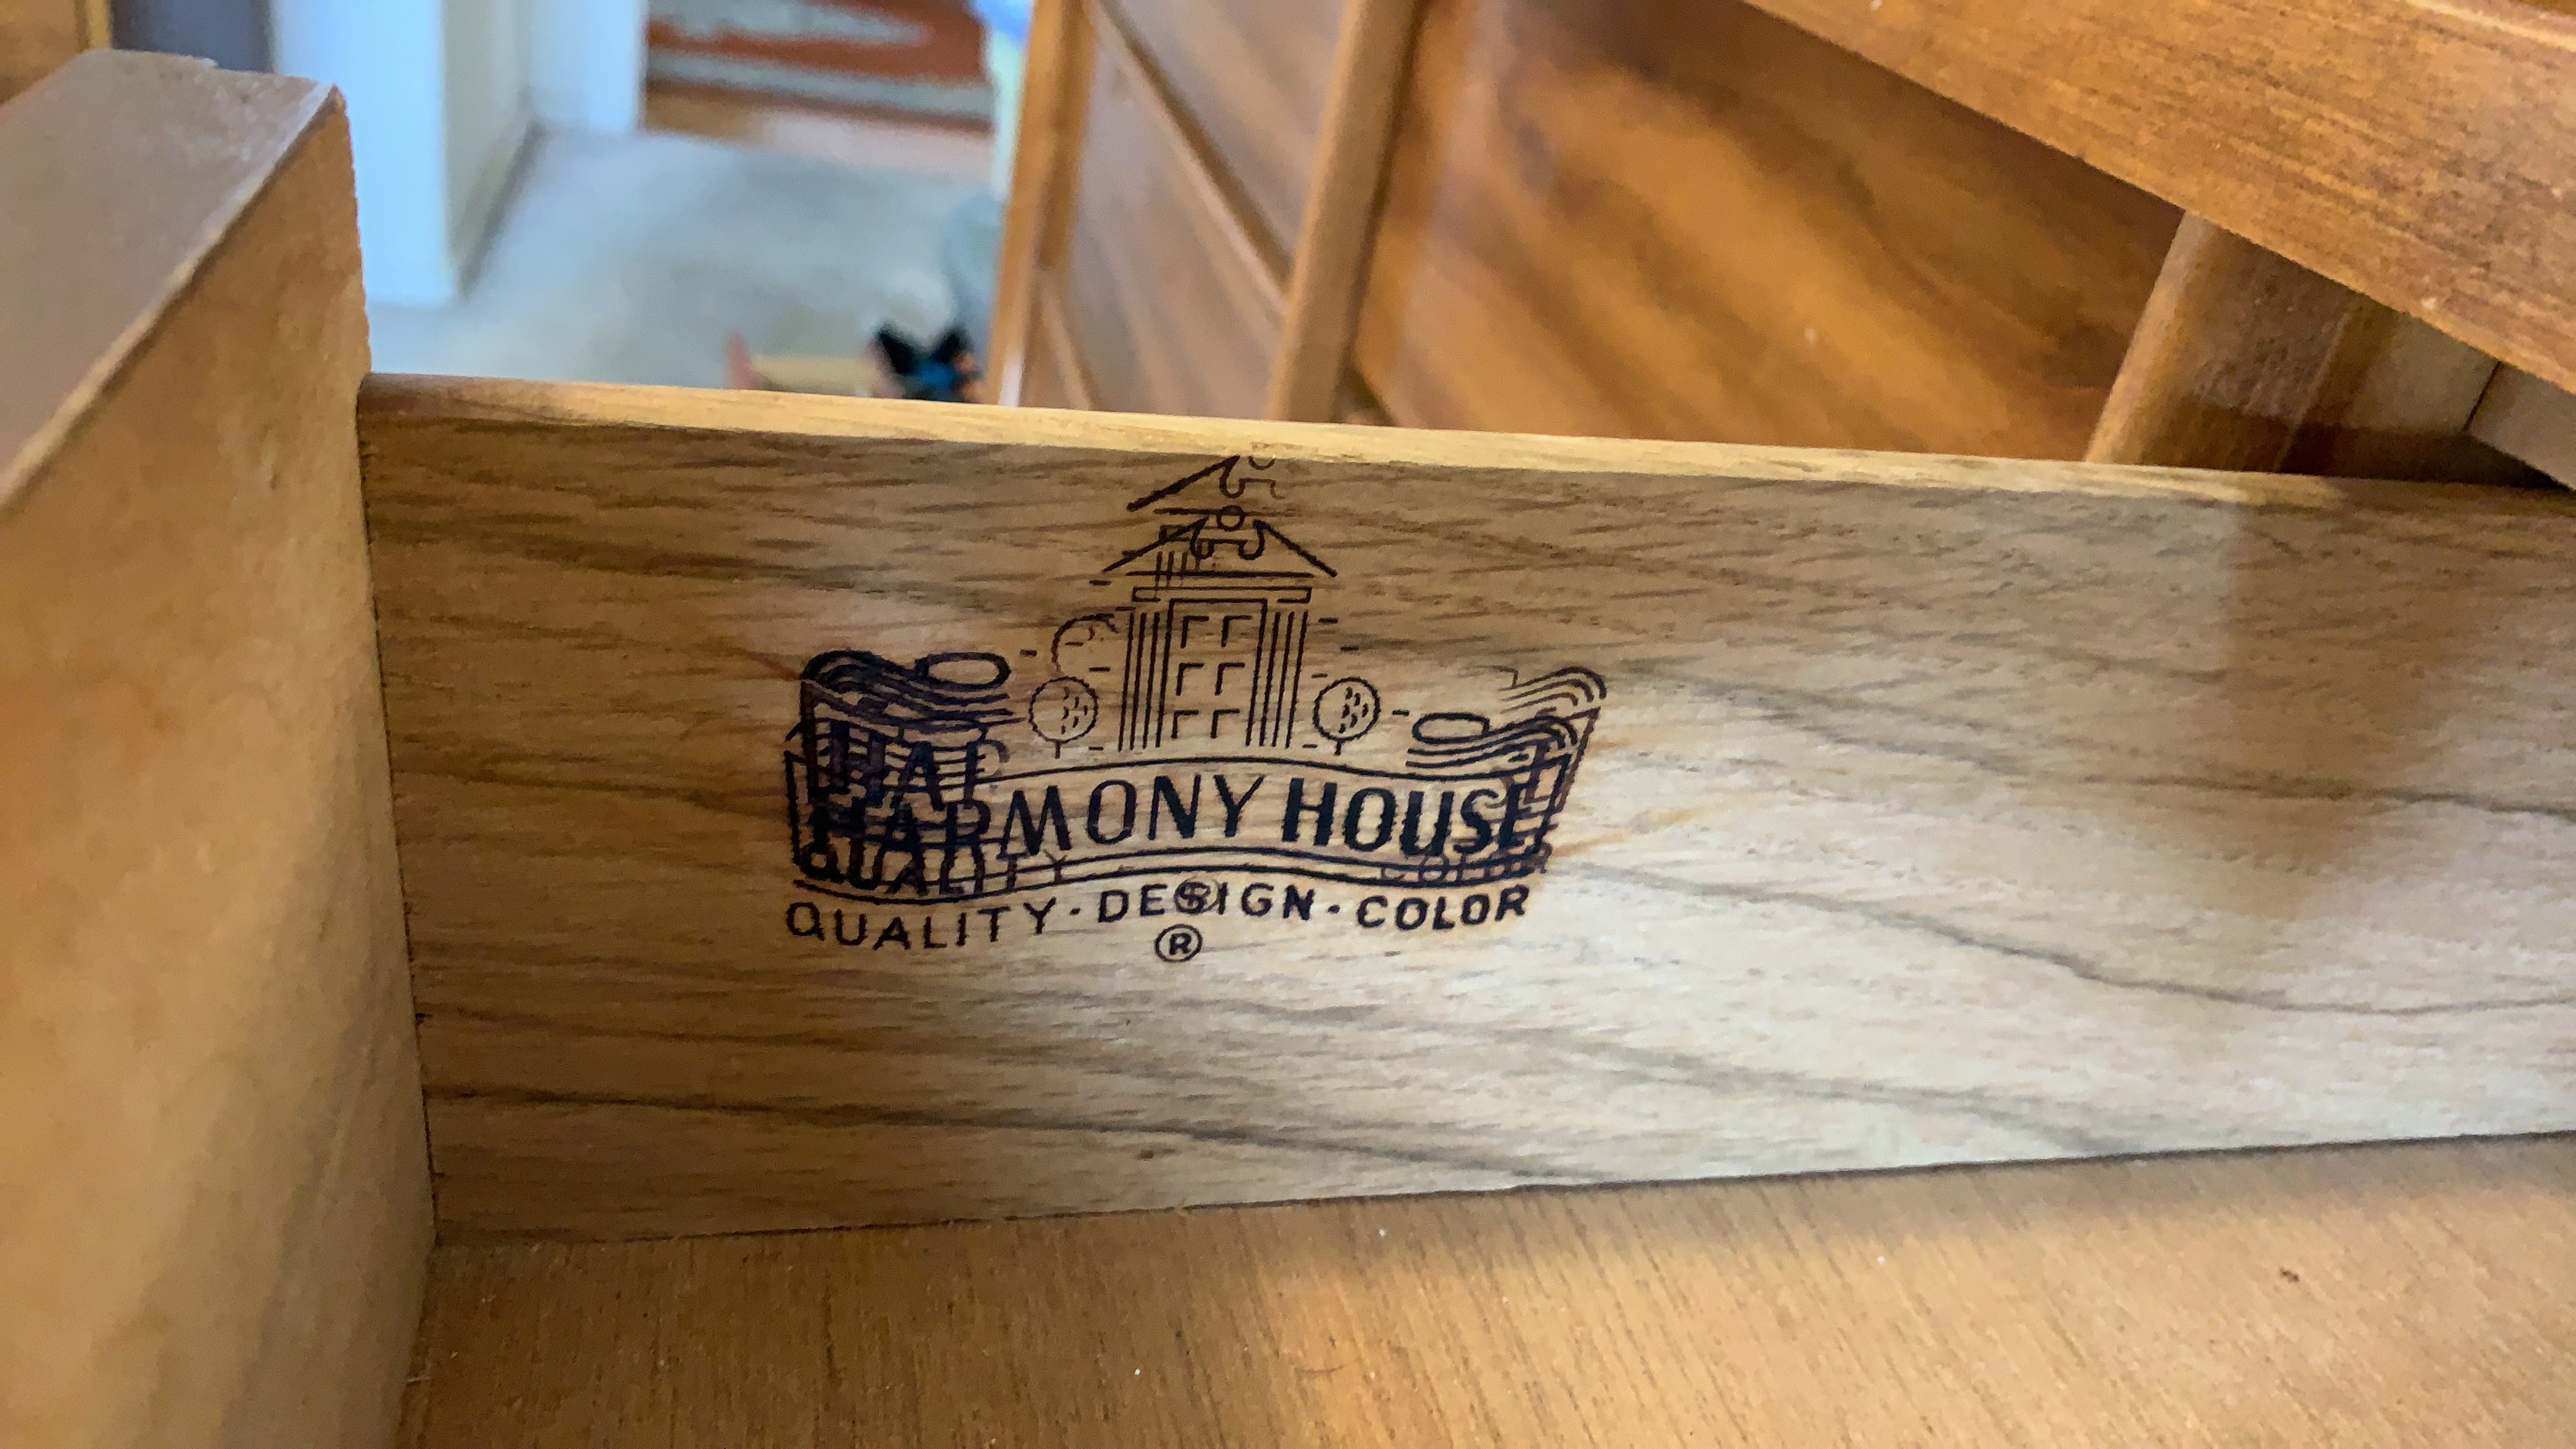 HARMONY HOUSE
QUALITY · DESIGN · COLOR
®